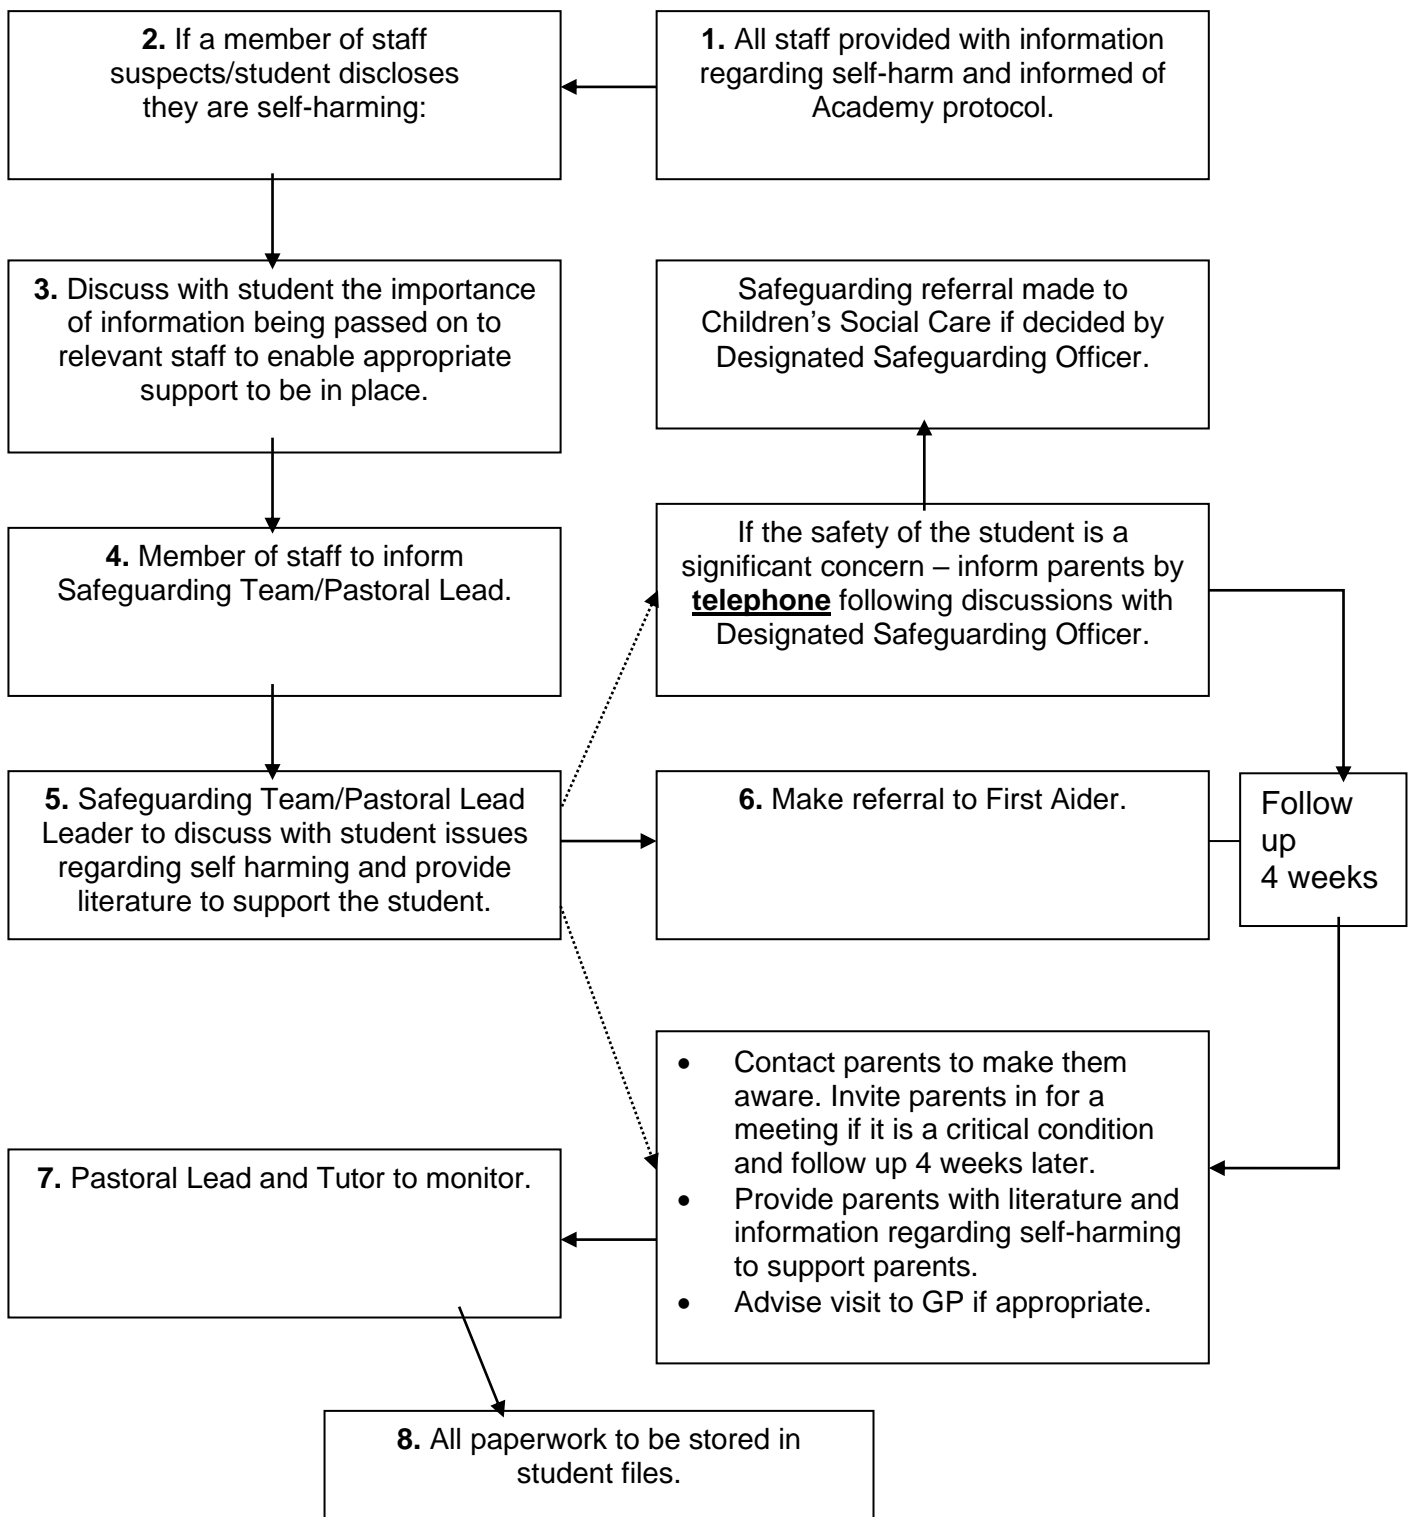 2. If a member of staff
suspects/student discloses
they are self-harming:
1. All staff provided with information
regarding self-harm and informed of
Academy protocol.
3. Discuss with student the importance
of information being passed on to
relevant staff to enable appropriate
support to be in place.
Safeguarding referral made to
Children’s Social Care if decided by
Designated Safeguarding Officer.
4. Member of staff to inform
Safeguarding Team/Pastoral Lead.
If the safety of the student is a
significant concern – inform parents by
telephone following discussions with
Designated Safeguarding Officer.
5. Safeguarding Team/Pastoral Lead
Leader to discuss with student issues
regarding self harming and provide
literature to support the student.
6. Make referral to First Aider.
Follow
up
4 weeks
• Contact parents to make them
aware. Invite parents in for a
meeting if it is a critical condition
and follow up 4 weeks later.
• Provide parents with literature and
information regarding self-harming
to support parents.
• Advise visit to GP if appropriate.
7. Pastoral Lead and Tutor to monitor.
8. All paperwork to be stored in
student files.